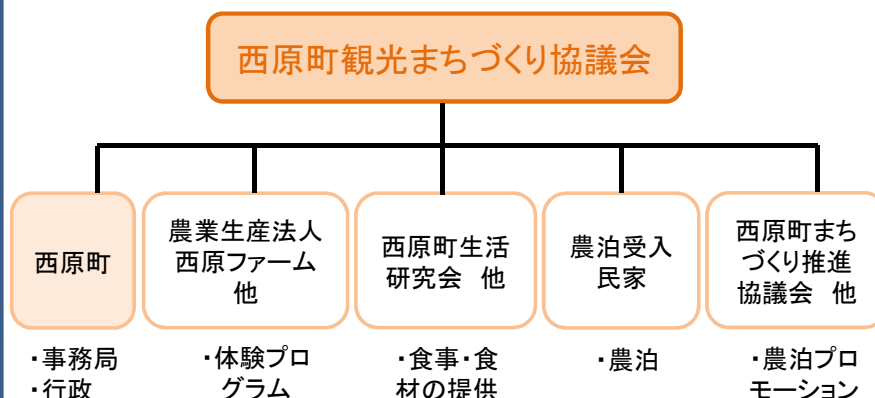 西原町観光まちづくり協議会
西原町
農業生産法人
西原ファーム
他
西原町生活
研究会 他
農泊受入
民家
西原町まち
づくり推進
協議会 他
・事務局
・行政
・体験プロ
グラム
・食事・食
材の提供
・農泊
・農泊プロ
モーション